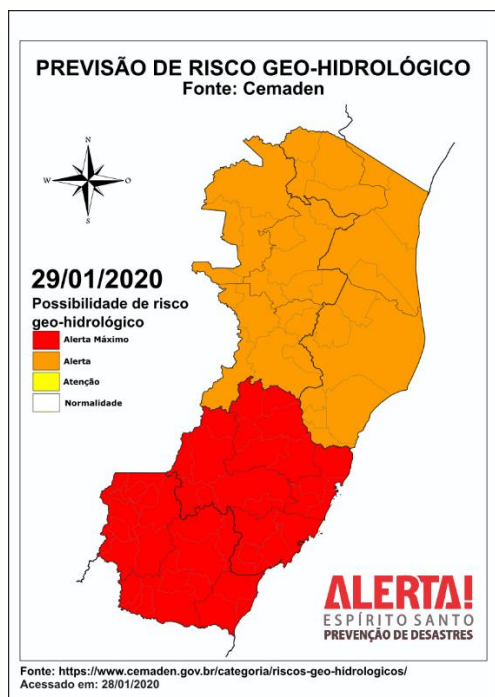 PREVISÃO DE RISCO GEO-HIDROLÓGICO
Fonte: Cemaden
N
W
O
S
29/01/2020
Possibilidade de risco
geo-hidrológico
Alerta Máximo
Alerta
Atenção
Normalidade
ALERTA!
ESPÍRITO SANTO
PREVENÇÃO DE DESASTRES
Fonte: https://www.cemaden.gov.br/categoria/riscos-geo-hidrologicos/
Acessado em: 28/01/2020